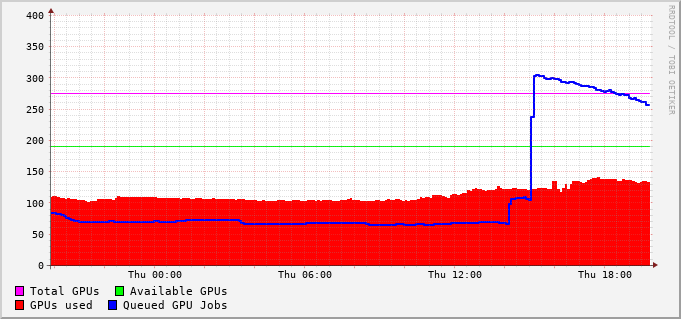 RRDTOOL / TOBI OETIKER
400
350
300
250
200
150
100
50
0
Thu 00:00 Thu 06:00 Thu 12:00 Thu 18:00
Total GPUs Available GPUs
GPUs used Queued GPU Jobs